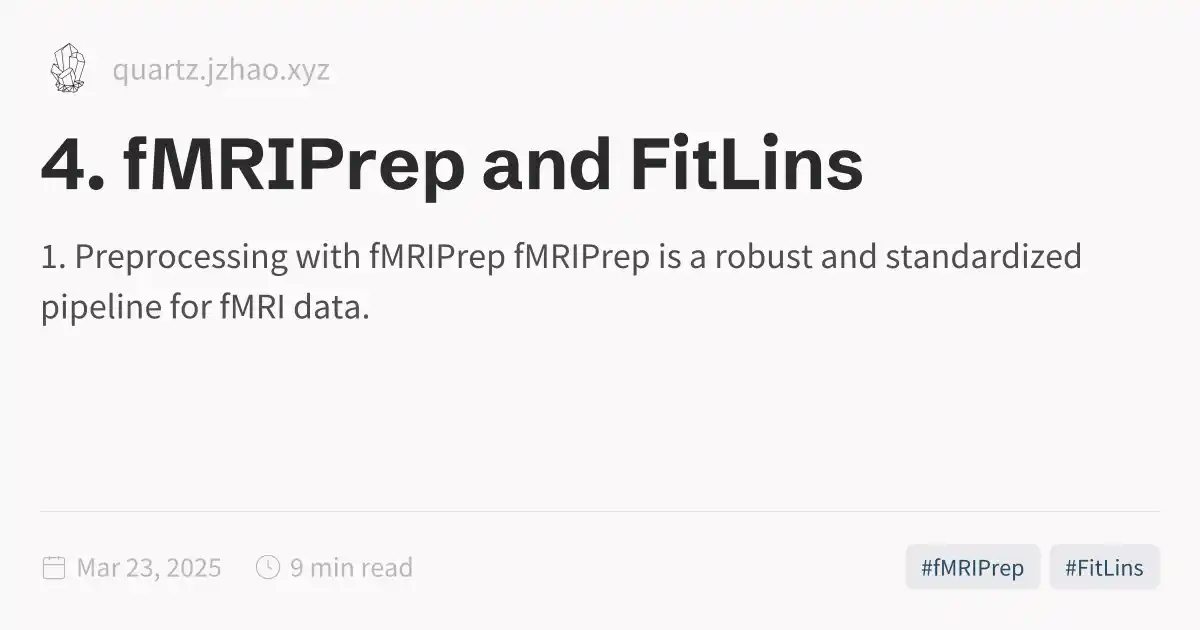 quartz.jzhao.xyz
4. fMRIPrep and FitLins
1. Preprocessing with fMRIPrep fMRIPrep is a robust and standardized
pipeline for fMRI data.
Mar 23, 2025 9 min read #fMRIPrep #FitLins